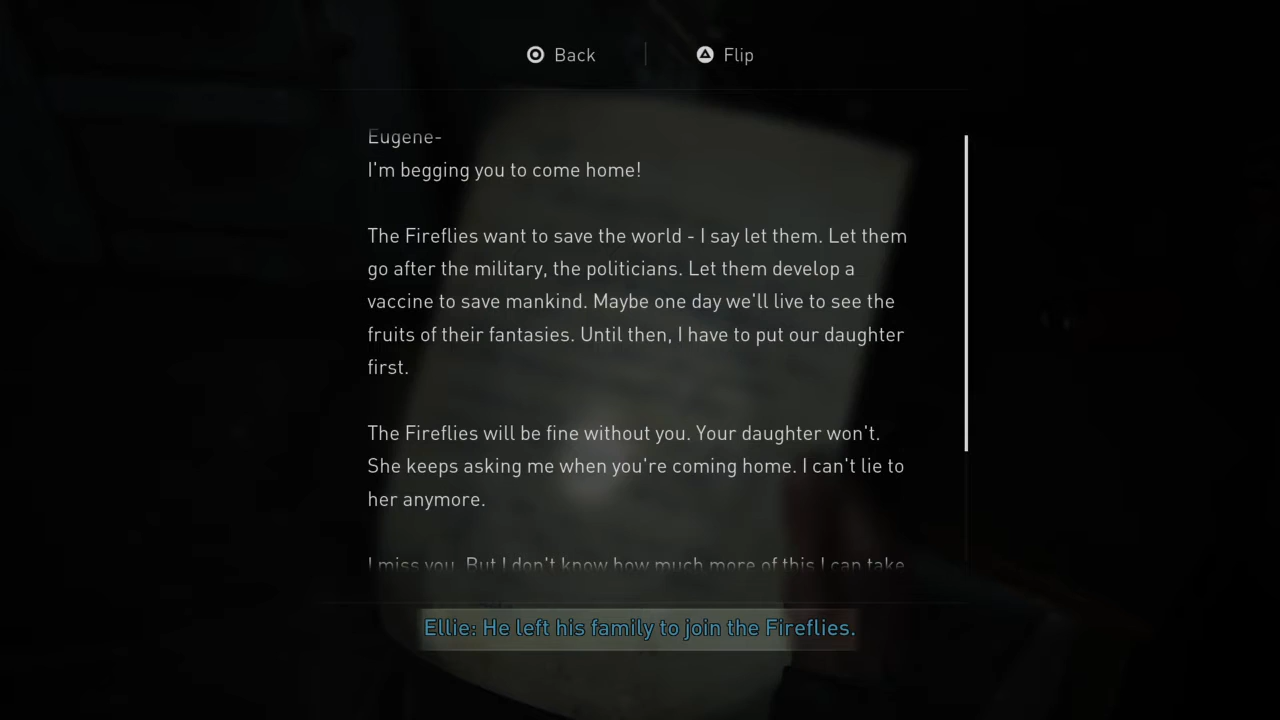 Back
Flip
Eugene-
I'm begging you to come home!
The Fireflies want to save the world - I say let them. Let them
go after the military, the politicians. Let them develop a
vaccine to save mankind. Maybe one day we'll live to see the
fruits of their fantasies. Until then, I have to put our daughter
first.
The Fireflies will be fine without you. Your daughter won't.
She keeps asking me when you're coming home. I can't lie to
her anymore.
I miss you. But I don't know how much more of this I can take
Ellie: He left his family to join the Fireflies.